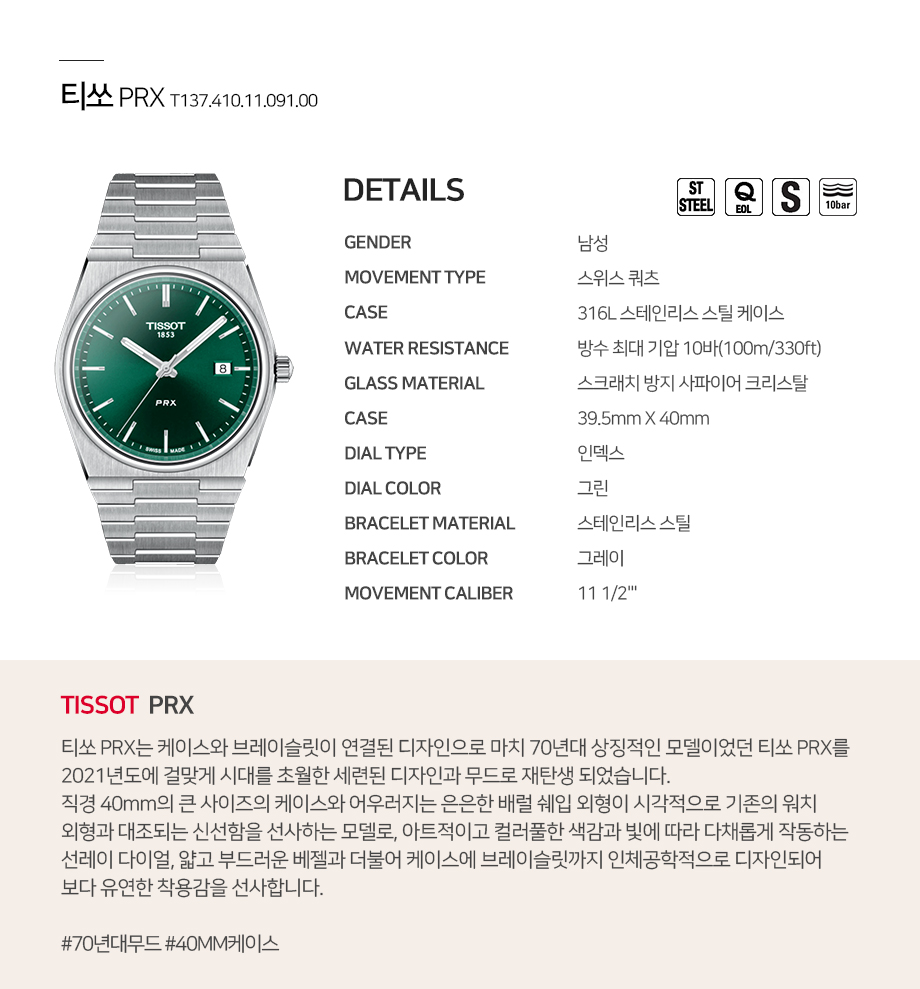 티쏘 PRX T137.410.11.091.00
DETAILS
ST STEEL
Q EOL
S
10bar
GENDER 남성
MOVEMENT TYPE 스위스 쿼츠
CASE 316L 스테인리스 스틸 케이스
WATER RESISTANCE 방수 최대 기압 10바(100m/330ft)
GLASS MATERIAL 스크래치 방지 사파이어 크리스탈
CASE 39.5mm X 40mm
DIAL TYPE 인덱스
DIAL COLOR 그린
BRACELET MATERIAL 스테인리스 스틸
BRACELET COLOR 그레이
MOVEMENT CALIBER 11 1/2'''
TISSOT
1853
8
PRX
SWISS MADE
TISSOT PRX
티쏘 PRX는 케이스와 브레이슬릿이 연결된 디자인으로 마치 70년대 상징적인 모델이었던 티쏘 PRX를
2021년도에 걸맞게 시대를 초월한 세련된 디자인과 무드로 재탄생 되었습니다.
직경 40mm의 큰 사이즈의 케이스와 어우러지는 은은한 배럴 쉐입 외형이 시각적으로 기존의 워치
외형과 대조되는 신선함을 선사하는 모델로, 아트적이고 컬러풀한 색감과 빛에 따라 다채롭게 작동하는
선레이 다이얼, 얇고 부드러운 베젤과 더불어 케이스에 브레이슬릿까지 인체공학적으로 디자인되어
보다 유연한 착용감을 선사합니다.
#70년대무드 #40MM케이스